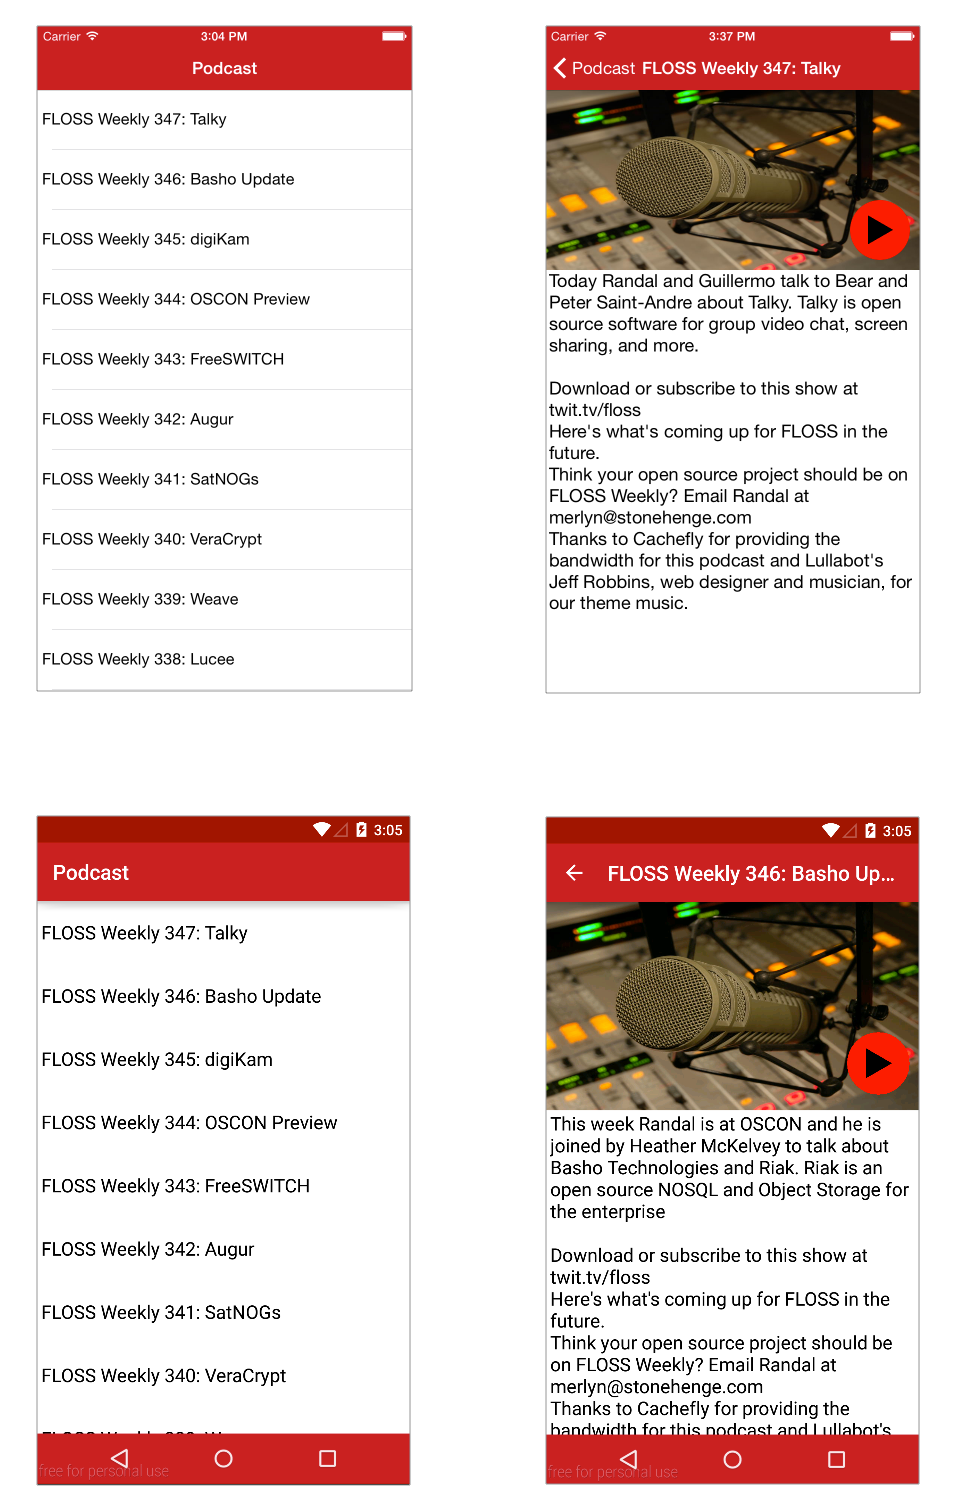 Carrier 3:04 PM
Podcast
FLOSS Weekly 347: Talky
FLOSS Weekly 346: Basho Update
FLOSS Weekly 345: digiKam
FLOSS Weekly 344: OSCON Preview
FLOSS Weekly 343: FreeSWITCH
FLOSS Weekly 342: Augur
FLOSS Weekly 341: SatNOGs
FLOSS Weekly 340: VeraCrypt
FLOSS Weekly 339: Weave
FLOSS Weekly 338: Lucee
Carrier 3:37 PM
Podcast FLOSS Weekly 347: Talky
Today Randal and Guillermo talk to Bear and
Peter Saint-Andre about Talky. Talky is open
source software for group video chat, screen
sharing, and more.
Download or subscribe to this show at
twit.tv/floss
Here's what's coming up for FLOSS in the
future.
Think your open source project should be on
FLOSS Weekly? Email Randal at
merlyn@stonehenge.com
Thanks to Cachefly for providing the
bandwidth for this podcast and Lullabot's
Jeff Robbins, web designer and musician, for
our theme music.
3:05
Podcast
FLOSS Weekly 347: Talky
FLOSS Weekly 346: Basho Update
FLOSS Weekly 345: digiKam
FLOSS Weekly 344: OSCON Preview
FLOSS Weekly 343: FreeSWITCH
FLOSS Weekly 342: Augur
FLOSS Weekly 341: SatNOGs
FLOSS Weekly 340: VeraCrypt
free for personal use
3:05
FLOSS Weekly 346: Basho Up...
This week Randal is at OSCON and he is
joined by Heather McKelvey to talk about
Basho Technologies and Riak. Riak is an
open source NOSQL and Object Storage for
the enterprise
Download or subscribe to this show at
twit.tv/floss
Here's what's coming up for FLOSS in the
future.
Think your open source project should be
on FLOSS Weekly? Email Randal at
merlyn@stonehenge.com
Thanks to Cachefly for providing the
bandwidth for this podcast and Lullabot's
free for personal use